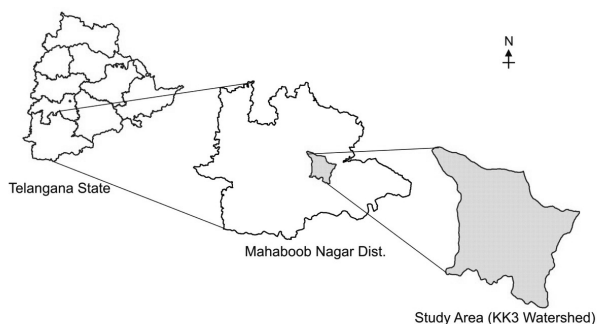 N
Telangana State
Mahaboob Nagar Dist.
Study Area (KK3 Watershed)